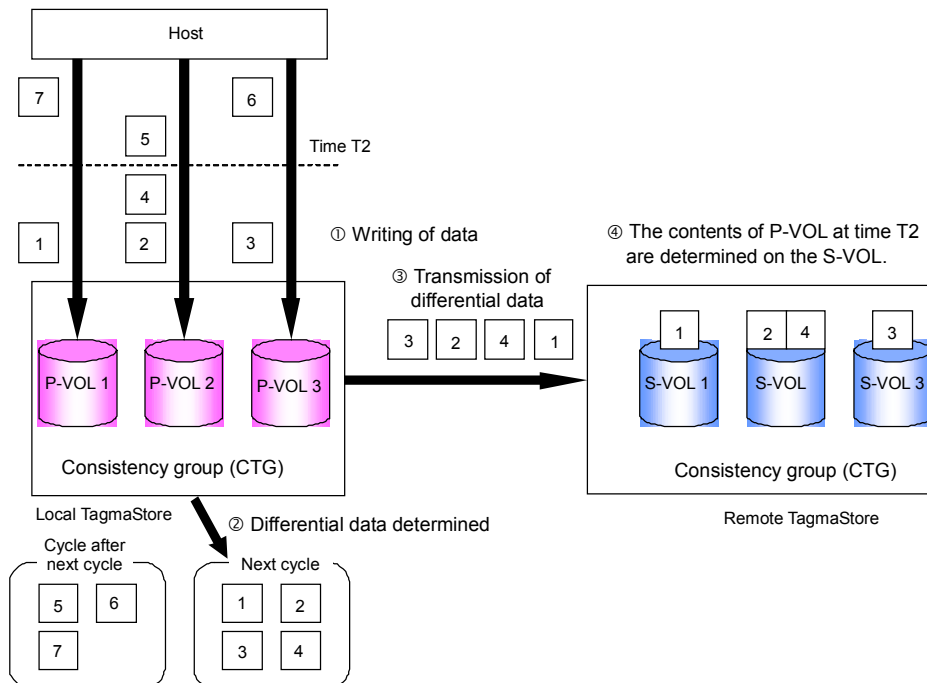 Host
7
6
5
Time T2
4
1
2
3
① Writing of data
④ The contents of P-VOL at time T2
are determined on the S-VOL.
③ Transmission of
differential data
3 2 4 1
1
2 4
3
P-VOL 1
P-VOL 2
P-VOL 3
S-VOL 1
S-VOL
S-VOL 3
Consistency group (CTG)
Consistency group (CTG)
Local TagmaStore
Remote TagmaStore
② Differential data determined
Cycle after
next cycle
5 6
7
Next cycle
1 2
3 4